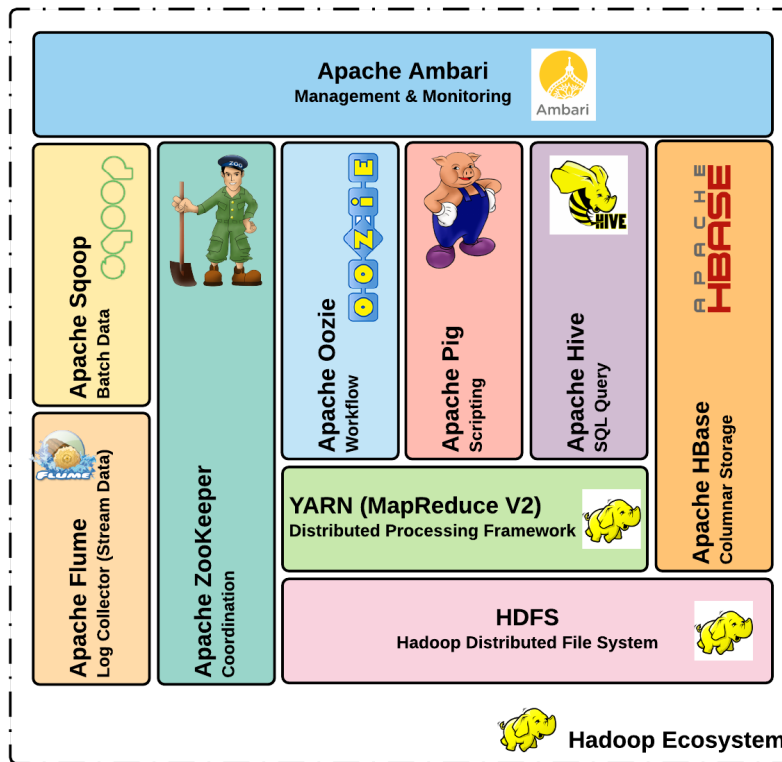 Apache Ambari
Management & Monitoring
Ambari
sqoop
Apache Sqoop
Batch Data
ZOO
Apache ZooKeeper
Coordination
OOZIE
Apache Oozie
Workflow
Apache Pig
Scripting
HIVE
Apache Hive
SQL Query
APACHE
HBASE
Apache HBase
Columnar Storage
FLUME
Apache Flume
Log Collector (Stream Data)
YARN (MapReduce V2)
Distributed Processing Framework
HDFS
Hadoop Distributed File System
Hadoop Ecosystem